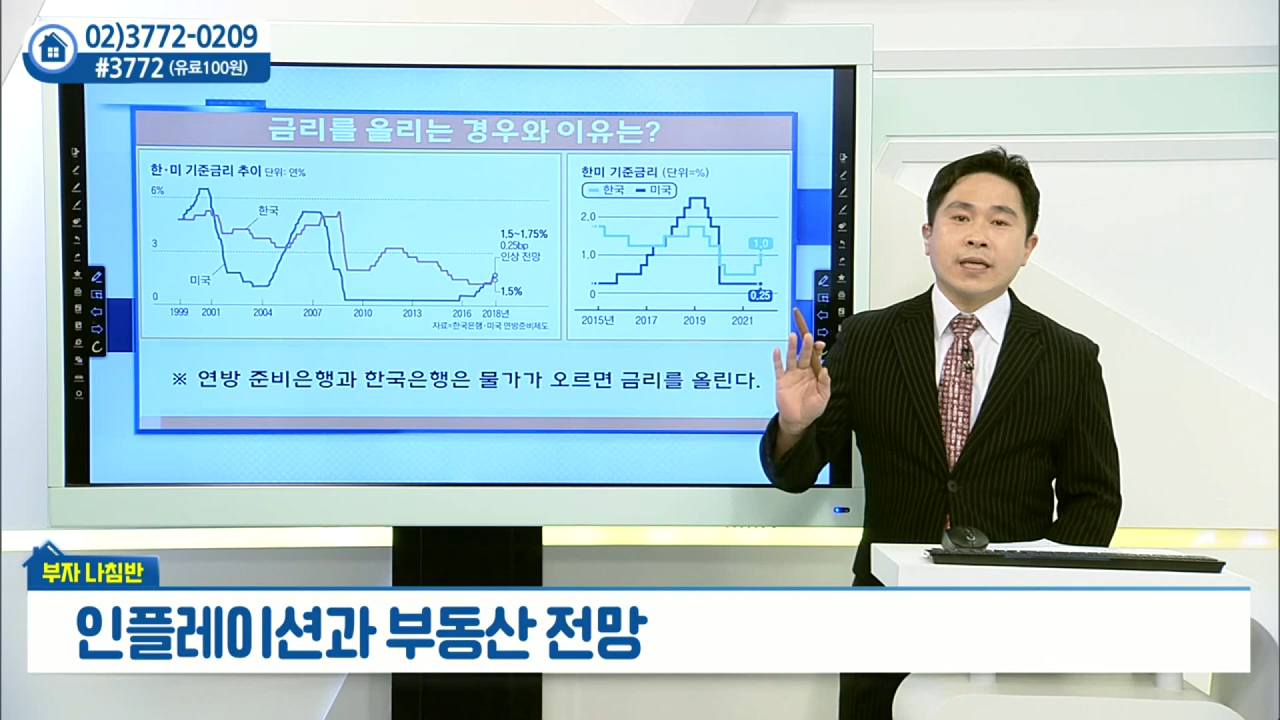 02)3772-0209
#3772 (유료100원)
금리를 올리는 경우와 이유는?
한·미 기준금리 추이 단위: 연%
6%
한국
3
미국
0
1.5~1.75%
0.25bp
인상 전망
1.5%
1999 2001 2004 2007 2010 2013 2016 2018년
자료=한국은행·미국 연방준비제도
한미 기준금리 (단위=%)
한국 미국
2.0
1.0
0
1.0
0.25
2015년 2017 2019 2021
※ 연방 준비은행과 한국은행은 물가가 오르면 금리를 올린다.
부자 나침반
인플레이션과 부동산 전망